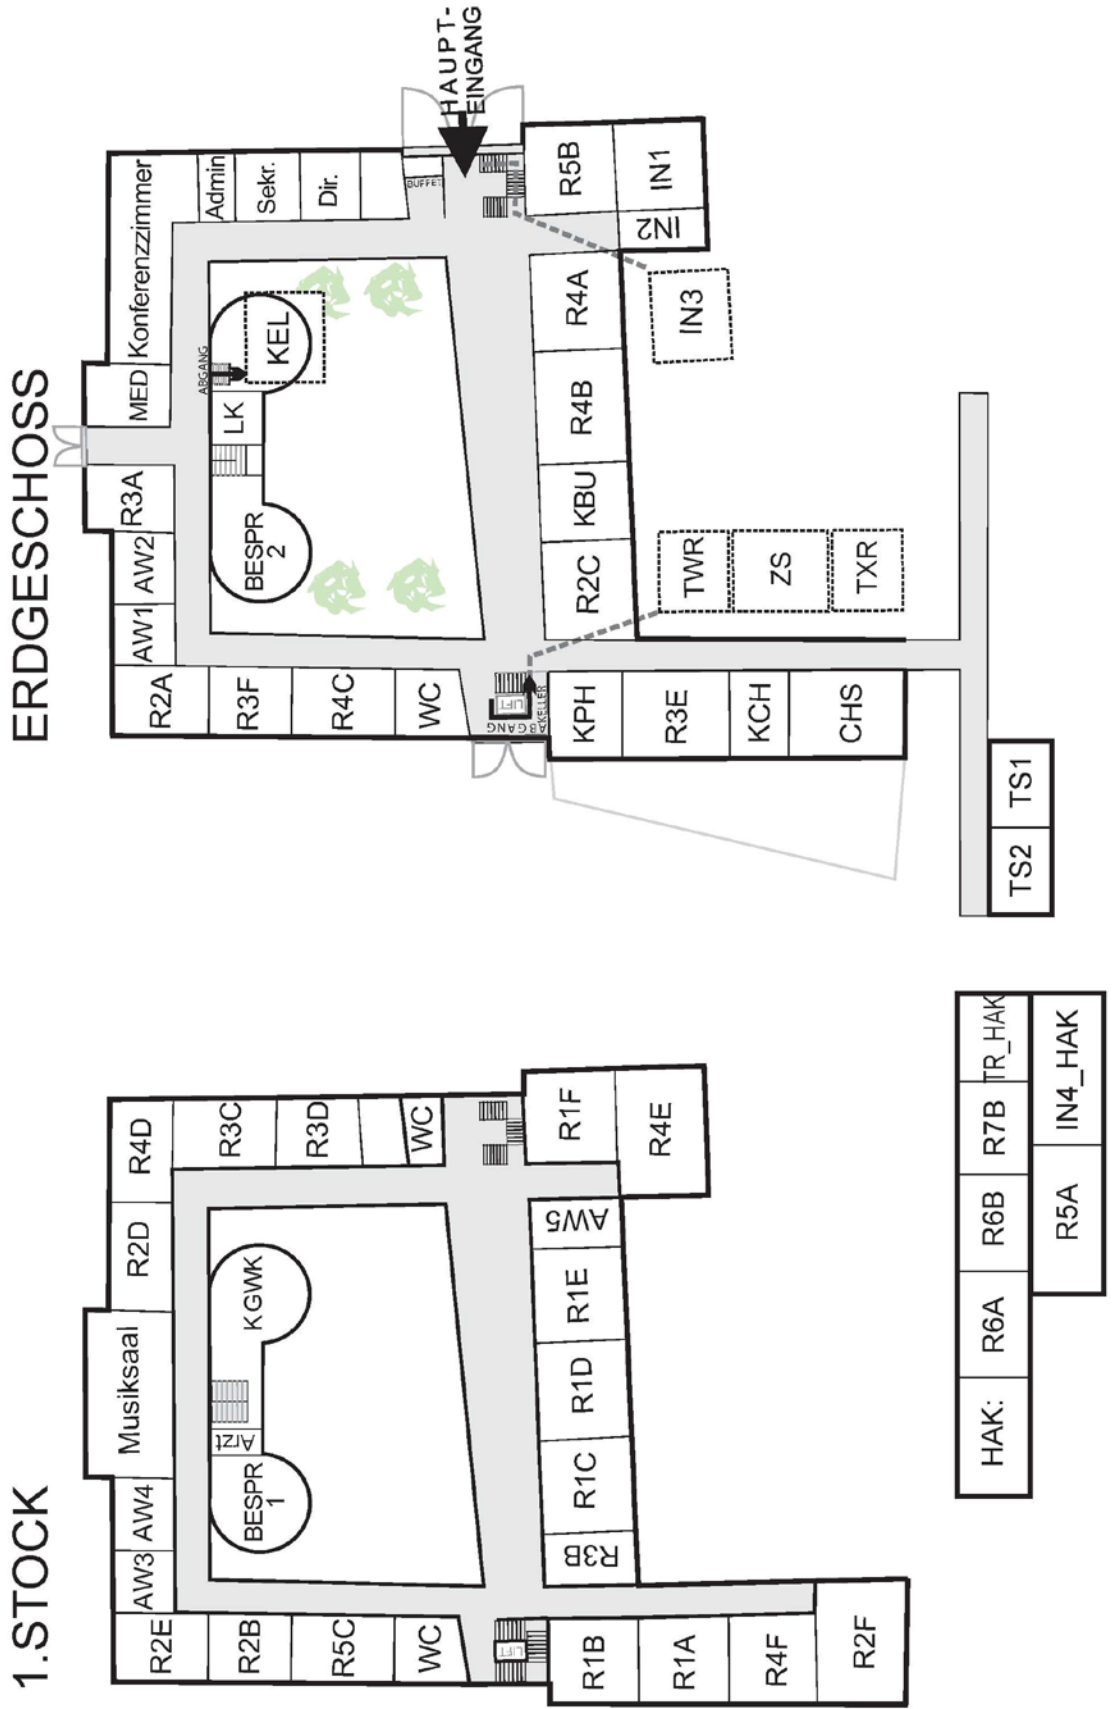 1.STOCK
R2E
AW3
AW4
Musiksaal
R2D
R4D
R2B
BESPR
1
Arzt
KGWK
R3C
R5C
R3D
WC
WC
LIFT
R1B
R3B
R1C
R1D
R1E
AW5
R1F
R1A
R4E
R4F
R2F
HAK:
R6A
R6B
R7B
TR_HAK
R5A
IN4_HAK
ERDGESCHOSS
R2A
AW1
AW2
R3A
MED
Konferenzzimmer
ABGANG
Admin
R3F
BESPR
2
LK
KEL
Sekr.
R4C
Dir.
WC
BUFFET
HAUPT-
EINGANG
LIFT
ABGANG
KELLER
KPH
R2C
KBU
R4B
R4A
R5B
R3E
IN2
IN1
TWR
IN3
KCH
ZS
CHS
TXR
TS2
TS1